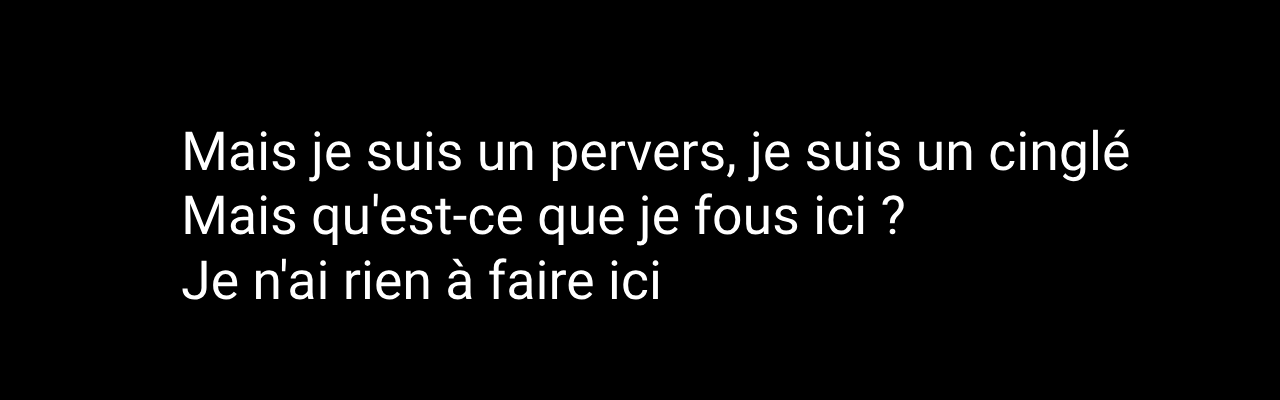 Mais je suis un pervers, je suis un cinglé
Mais qu'est-ce que je fous ici ?
Je n'ai rien à faire ici